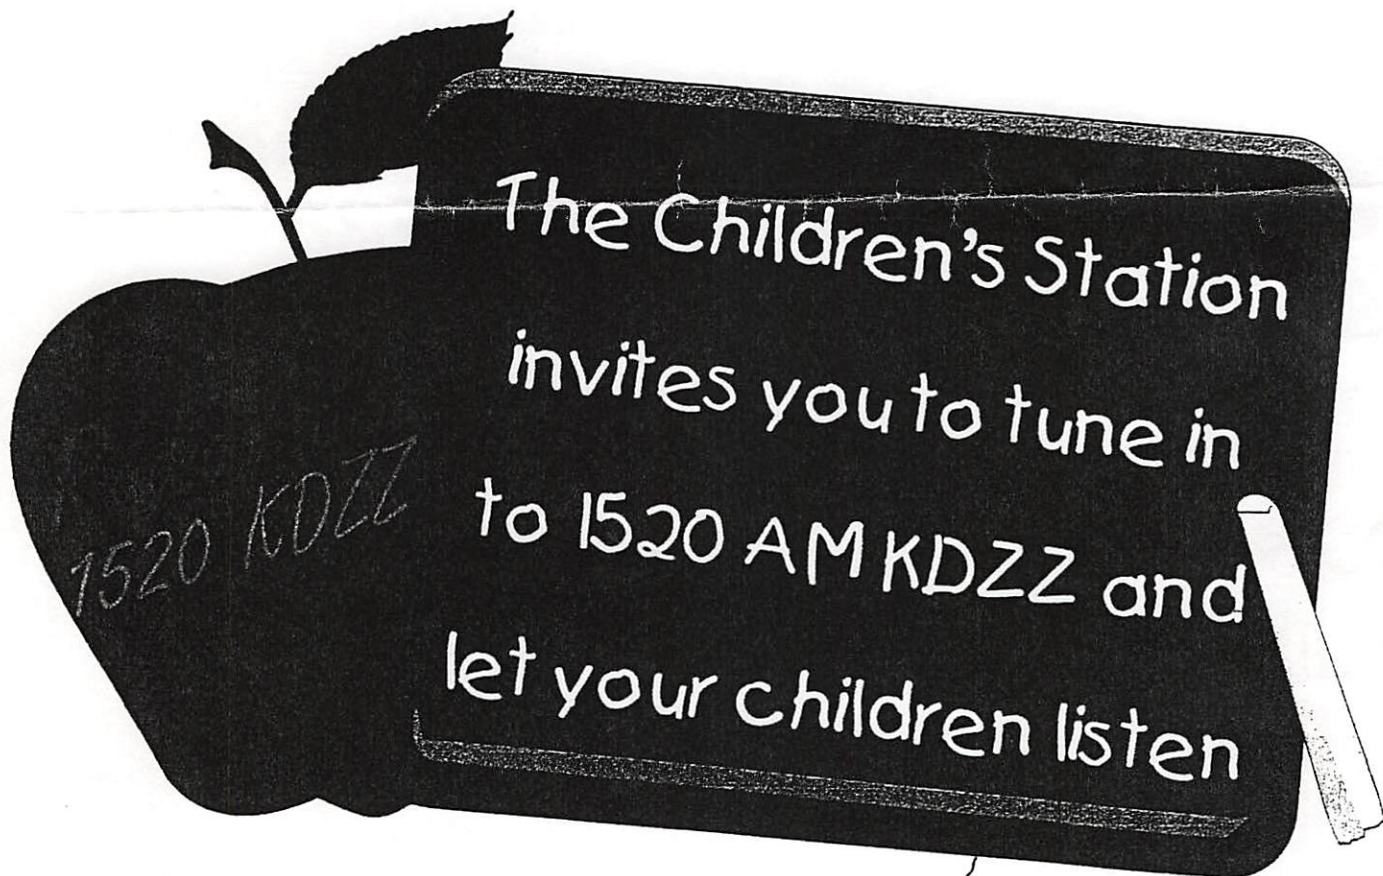 The Children's Station
invites you to tune in
to 1520 AM KDZZ and
let your children listen
1520 KDZZ